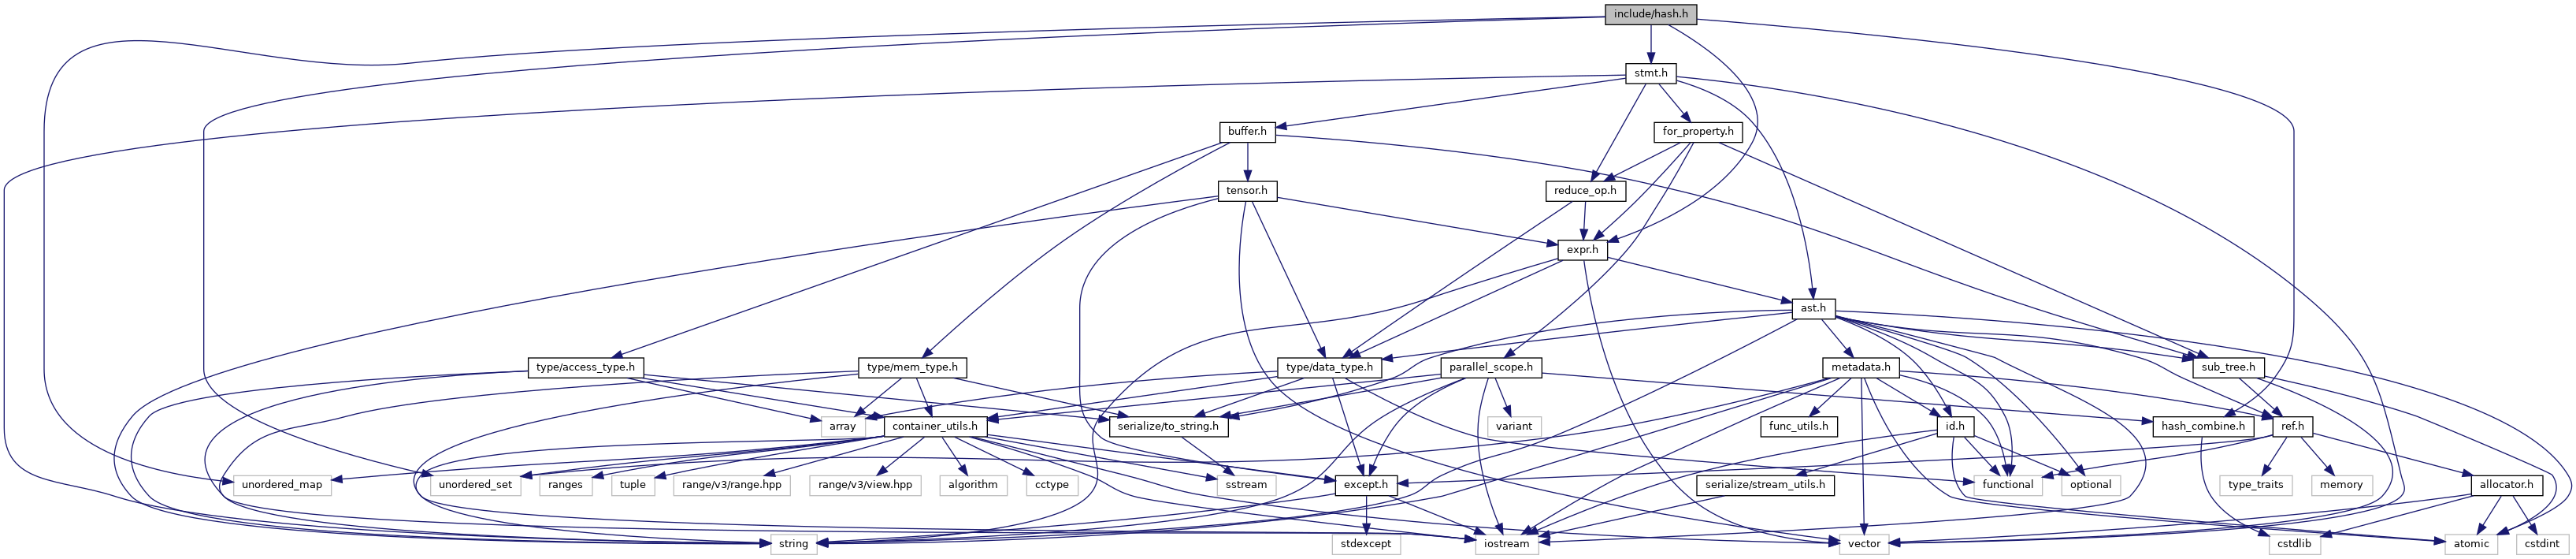 include/hash.h
stmt.h
buffer.h
for_property.h
tensor.h
reduce_op.h
expr.h
ast.h
type/access_type.h
type/mem_type.h
type/data_type.h
parallel_scope.h
metadata.h
sub_tree.h
array
container_utils.h
serialize/to_string.h
variant
func_utils.h
id.h
hash_combine.h
ref.h
unordered_map
unordered_set
ranges
tuple
range/v3/range.hpp
range/v3/view.hpp
algorithm
cctype
sstream
except.h
serialize/stream_utils.h
functional
optional
type_traits
memory
allocator.h
string
stdexcept
iostream
vector
cstdlib
atomic
cstdint